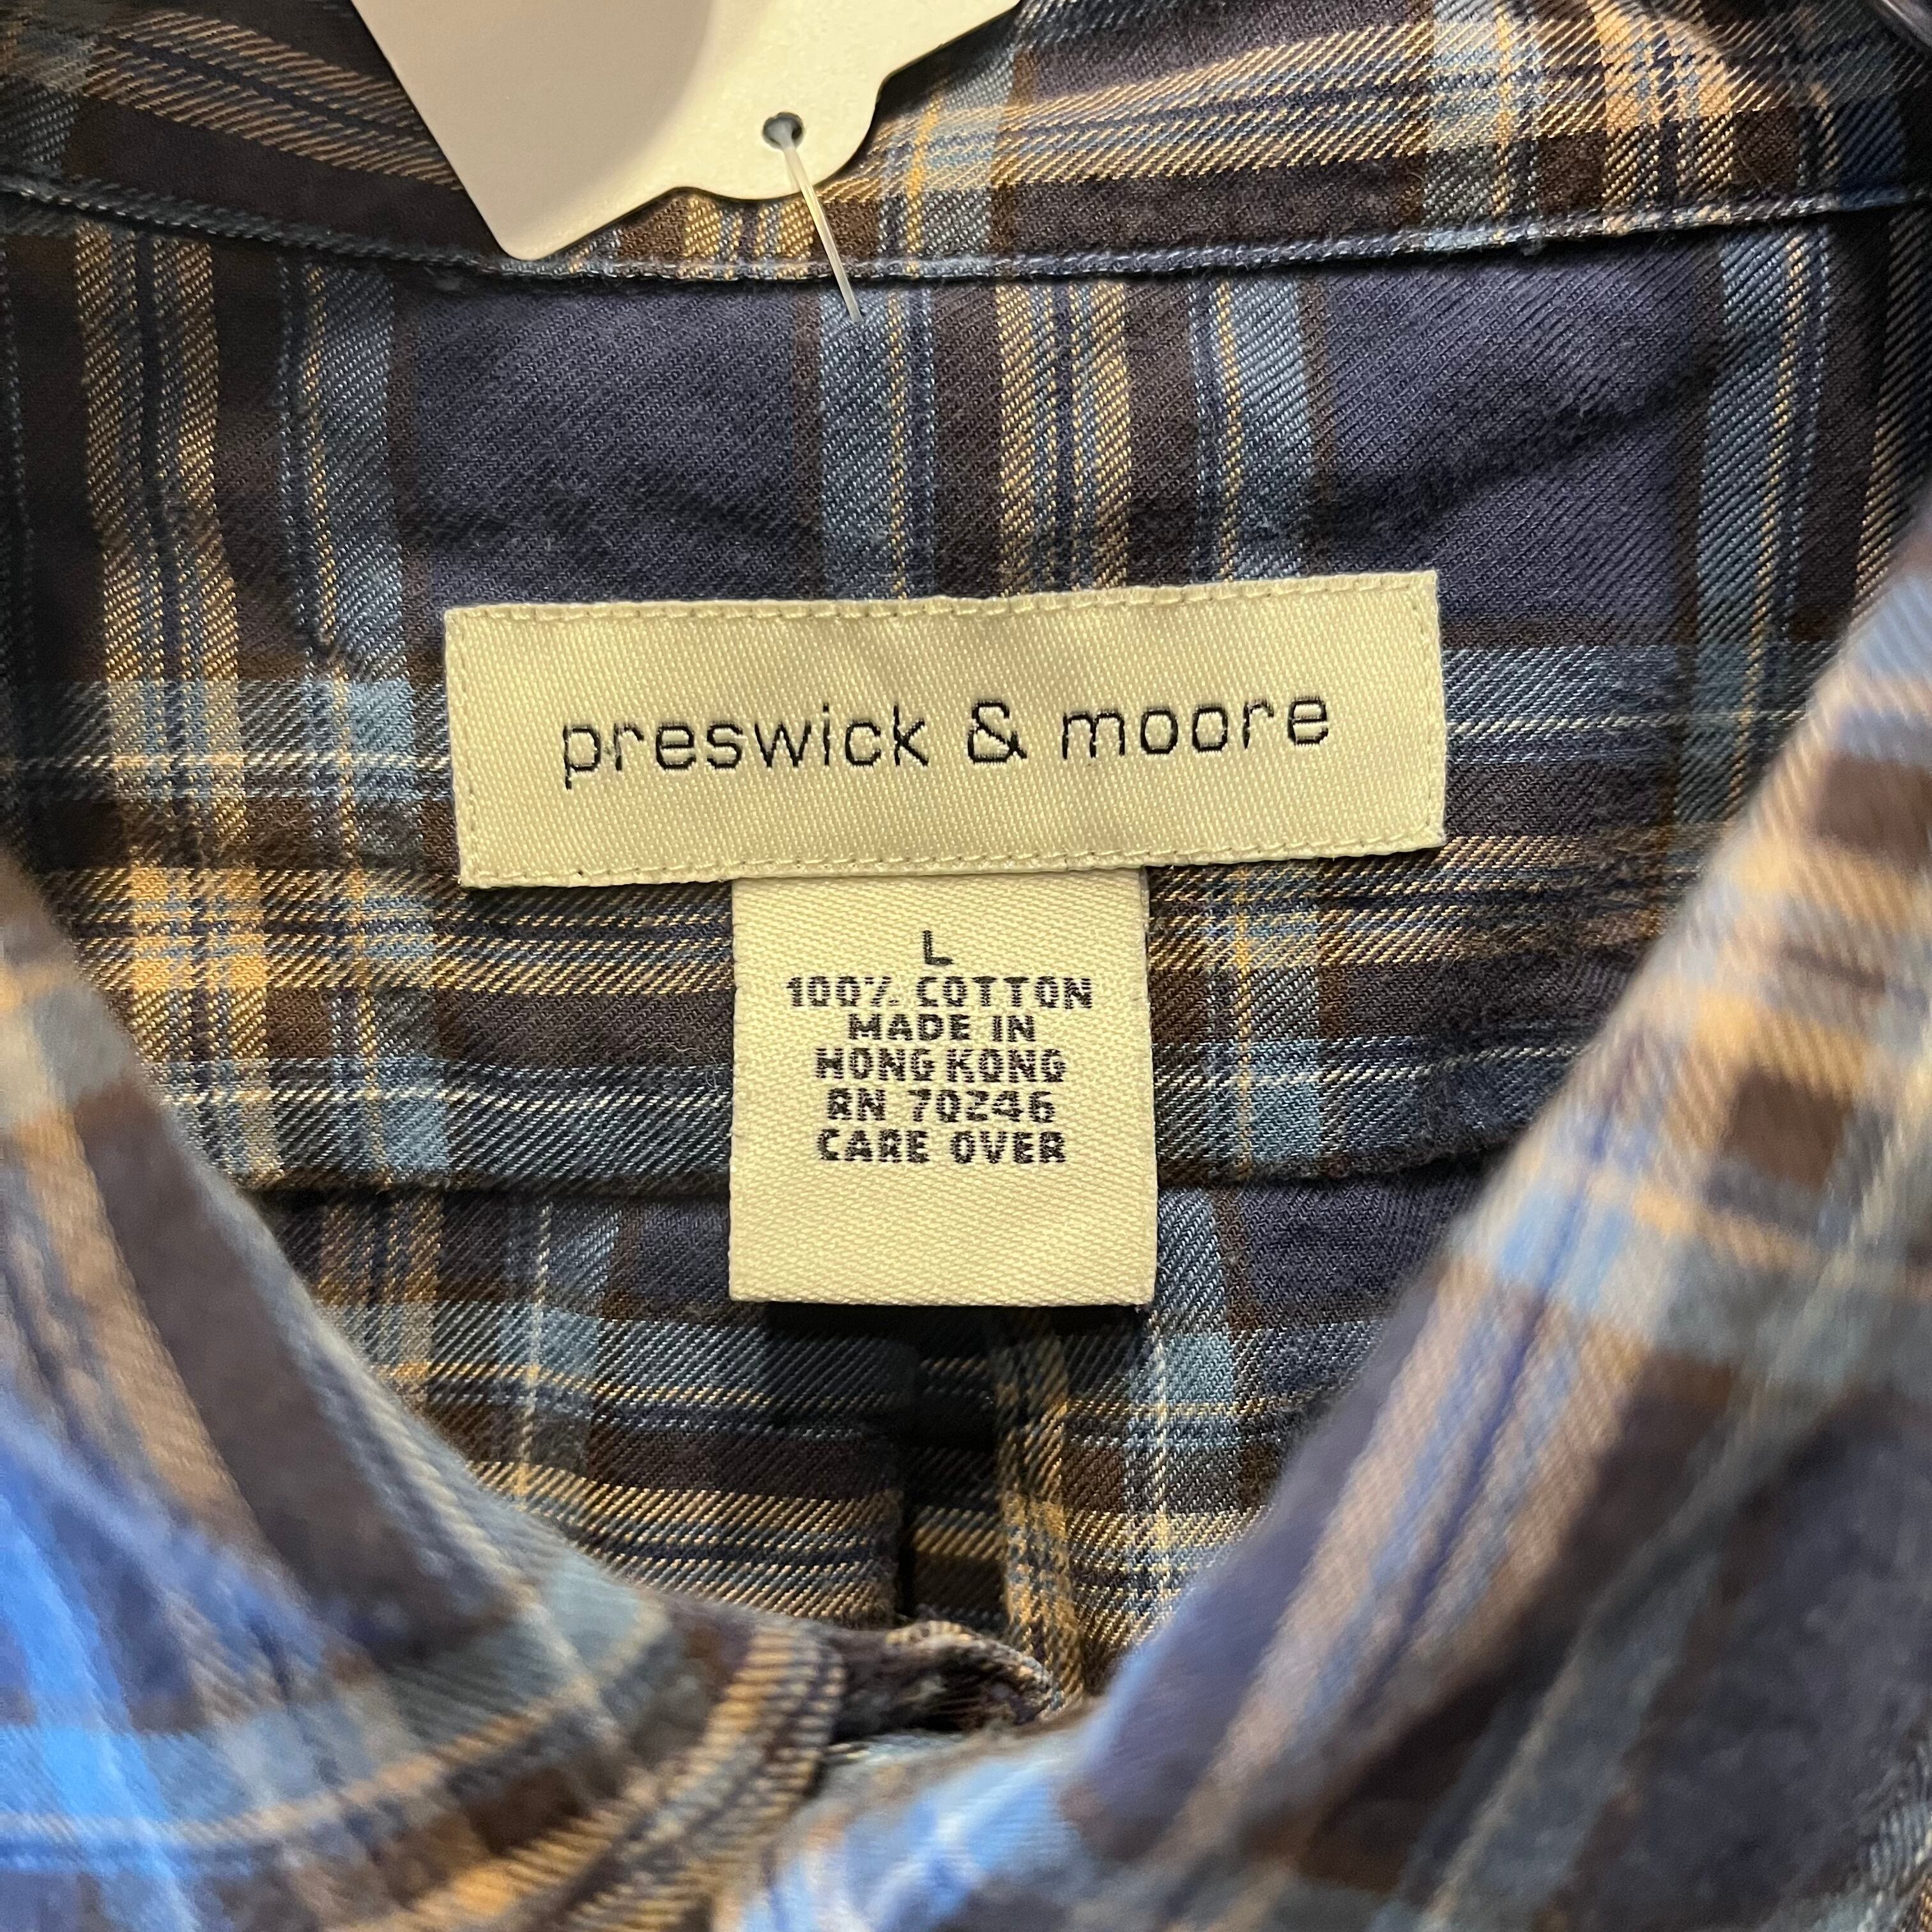 preswick & moore
L
100% COTTON
MADE IN
HONG KONG
RN 70246
CARE OVER